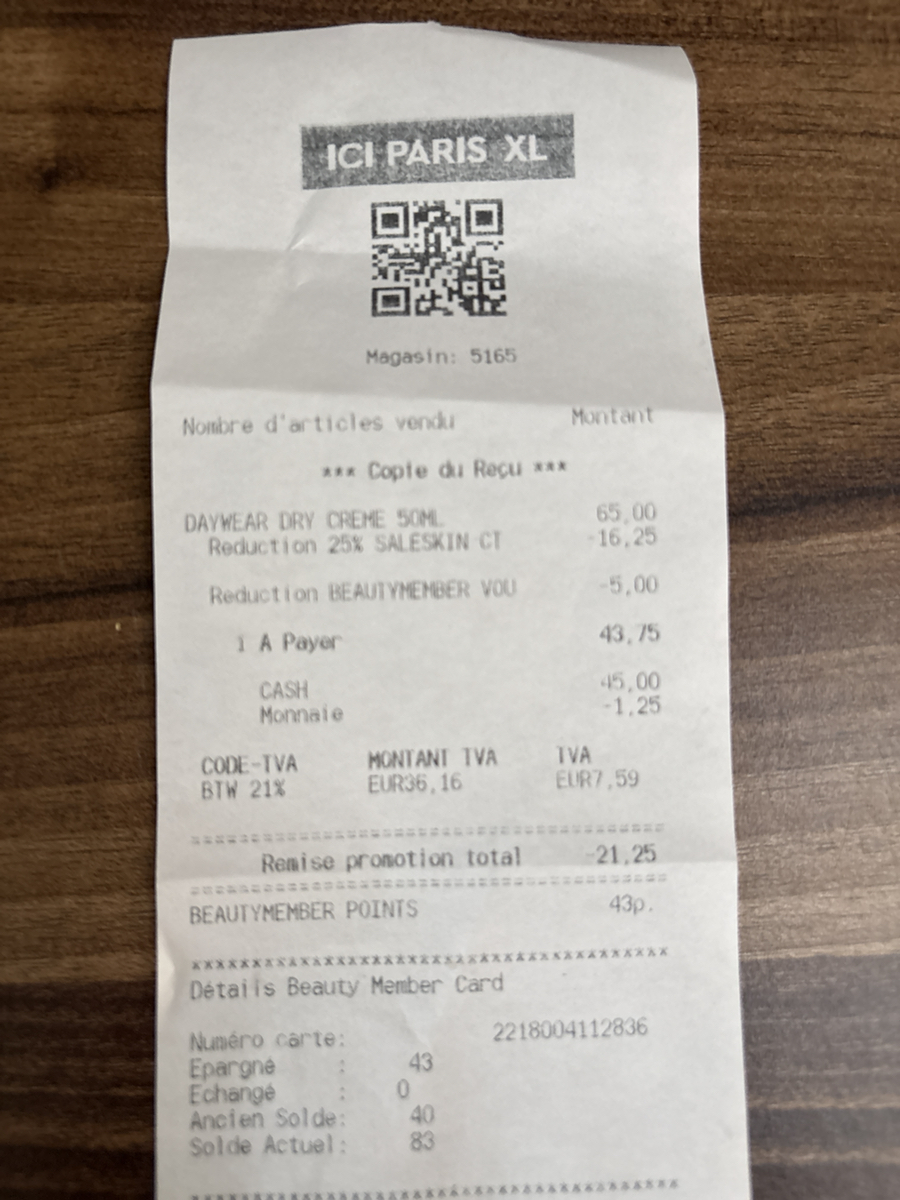 ICI PARIS XL
Magasin: 5165
Nombre d'articles vendu Montant
*** Copie du Reçu ***
DAYWEAR DRY CREME 50ML 65,00
Reduction 25% SALESKIN CT -16,25
Reduction BEAUTYMEMBER VOU -5,00
1 A Payer 43,75
CASH 45,00
Monnaie -1,25
CODE-TVA MONTANT TVA TVA
BTW 21% EUR36,16 EUR7,59
Remise promotion total -21,25
BEAUTYMEMBER POINTS 43p.
Détails Beauty Member Card
Numéro carte: 2218004112836
Epargné : 43
Echangé : 0
Ancien Solde: 40
Solde Actuel: 83